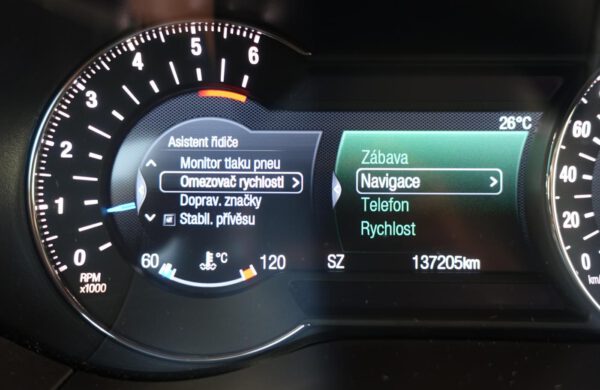 6
5
4
3
2
1
0
RPM
x1000
26°C
Asistent řidiče
Monitor tlaku pneu
Omezovač rychlosti
Doprav. značky
Stabil. přívěsu
60 °C 120
Zábava
Navigace
Telefon
Rychlost
SZ 137205km
60
40
20
0
km/